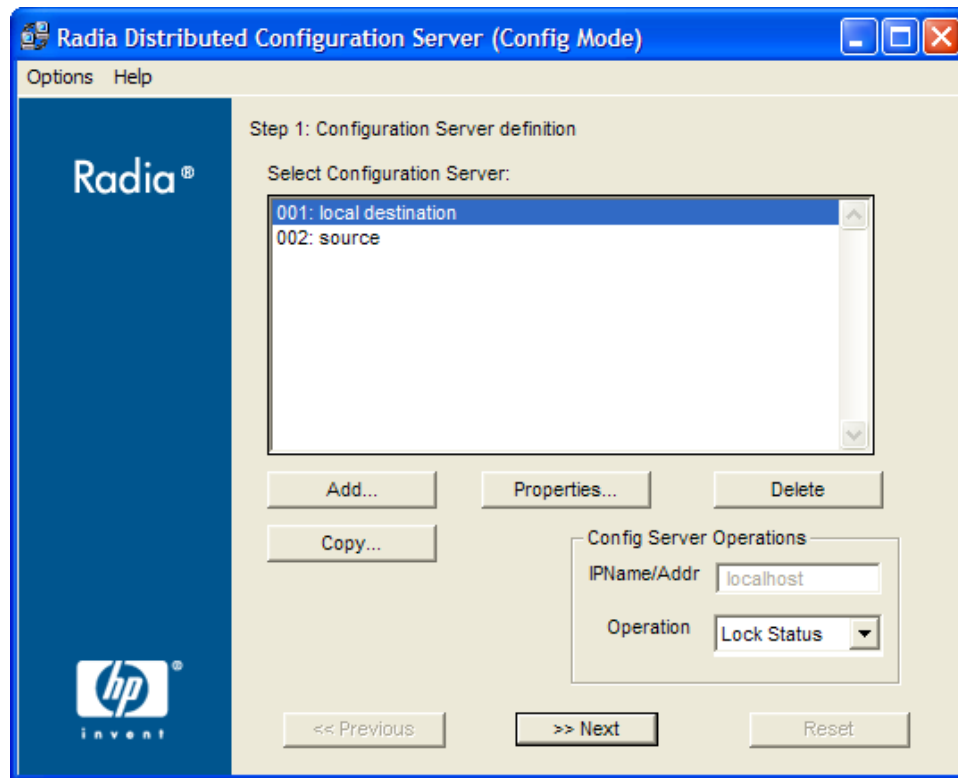 Radia Distributed Configuration Server (Config Mode)
Options Help
Radia®
Step 1: Configuration Server definition
Select Configuration Server:
001: local destination
002: source
Add... Properties... Delete
Copy...
Config Server Operations
IPName/Addr localhost
Operation Lock Status
hp®
invent
<< Previous >> Next Reset